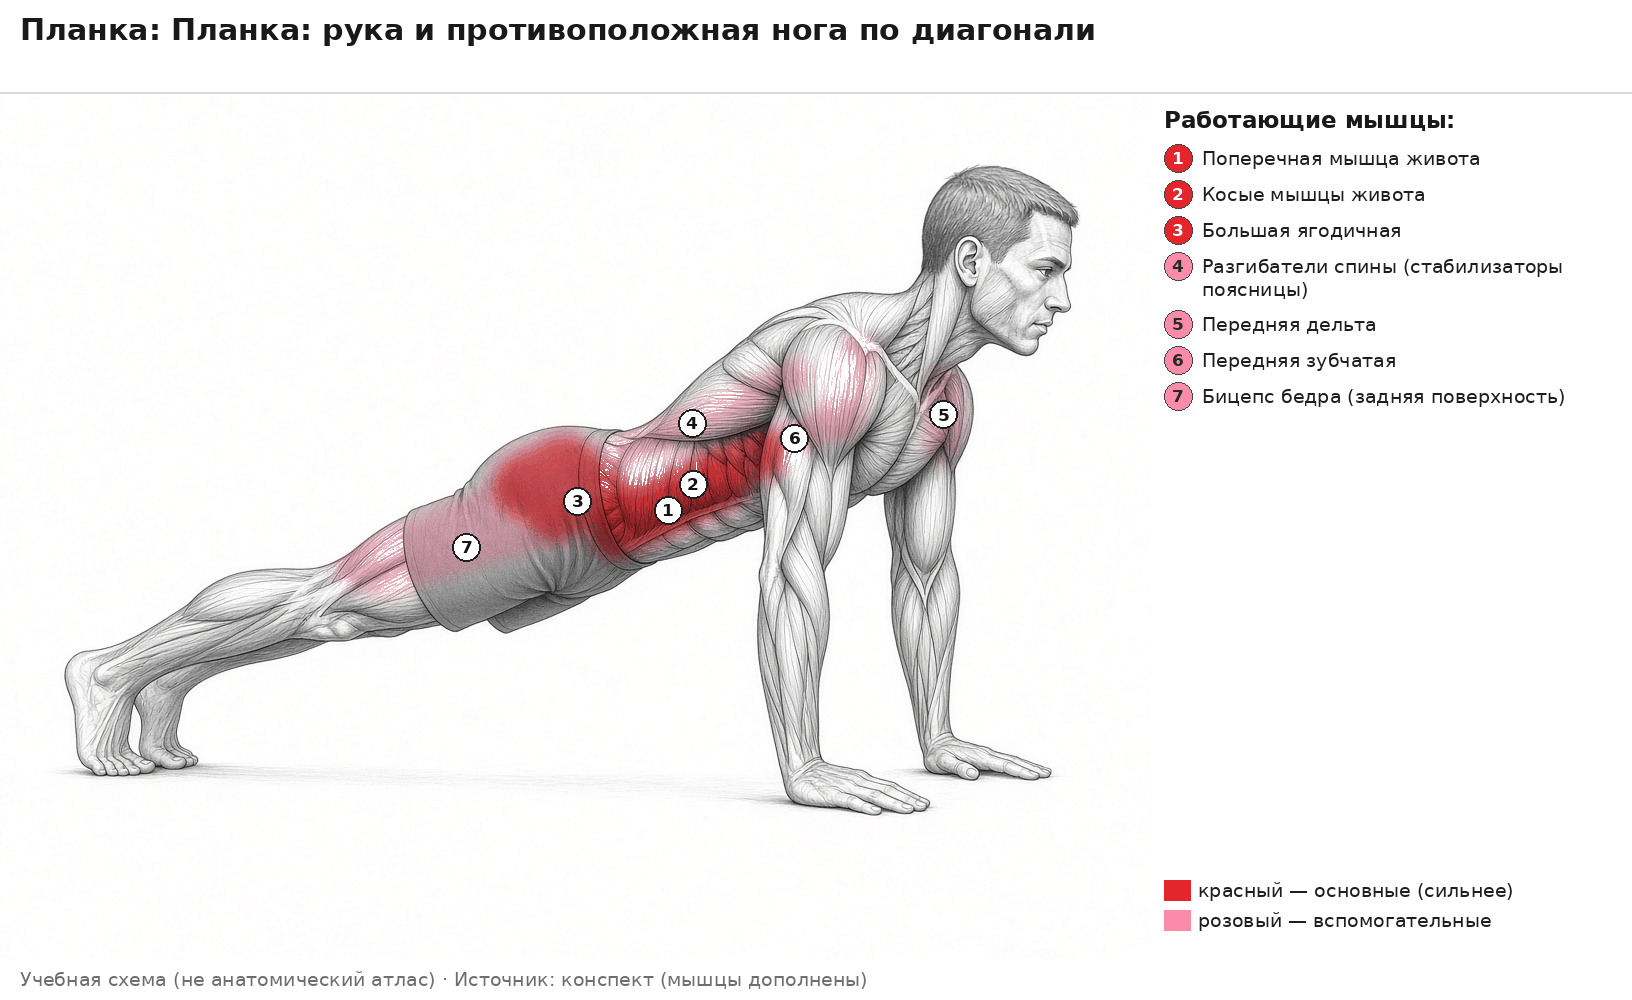 Планка: Планка: рука и противоположная нога по диагонали
Работающие мышцы:
1 Поперечная мышца живота
2 Косые мышцы живота
3 Большая ягодичная
4 Разгибатели спины (стабилизаторы
поясницы)
5 Передняя дельта
6 Передняя зубчатая
7 Бицепс бедра (задняя поверхность)
4
5
6
2
3
1
7
красный — основные (сильнее)
розовый — вспомогательные
Учебная схема (не анатомический атлас) · Источник: конспект (мышцы дополнены)